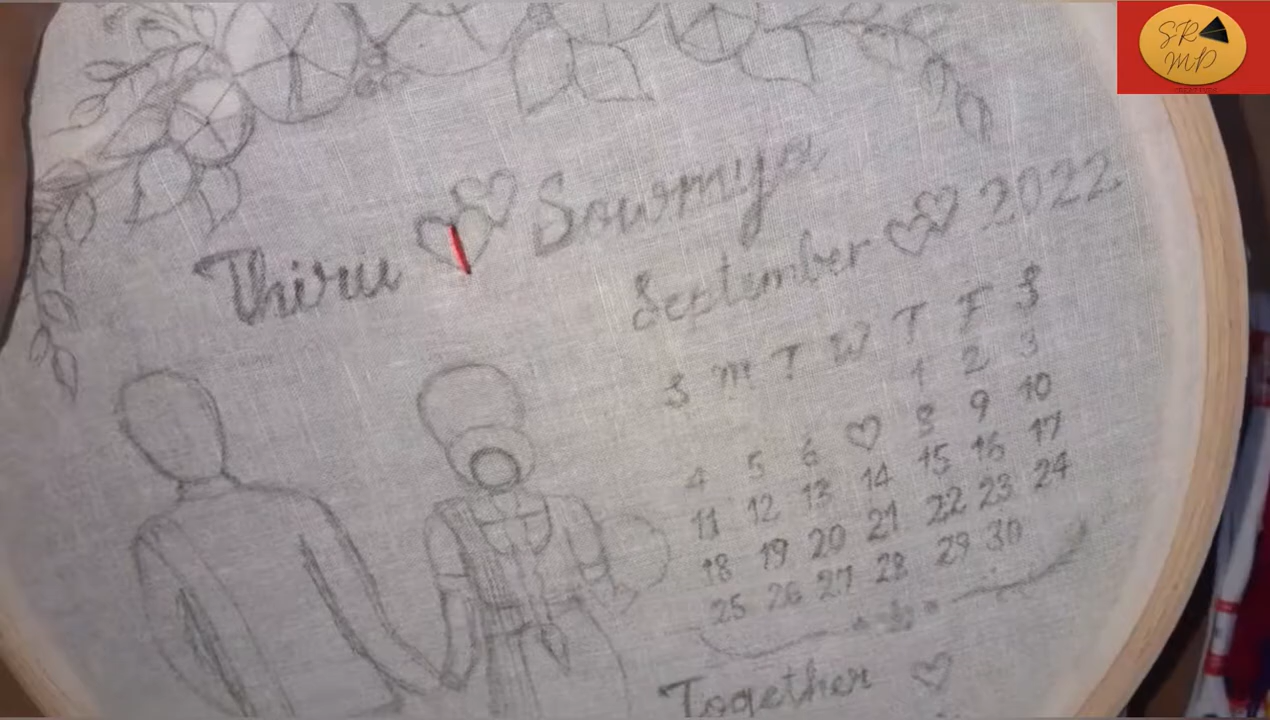 SR
MP
Thiru Sowmya
September 2022
S M T W T F S
1 2 3
4 5 6 8 9 10
11 12 13 14 15 16 17
18 19 20 21 22 23 24
25 26 27 28 29 30
Together